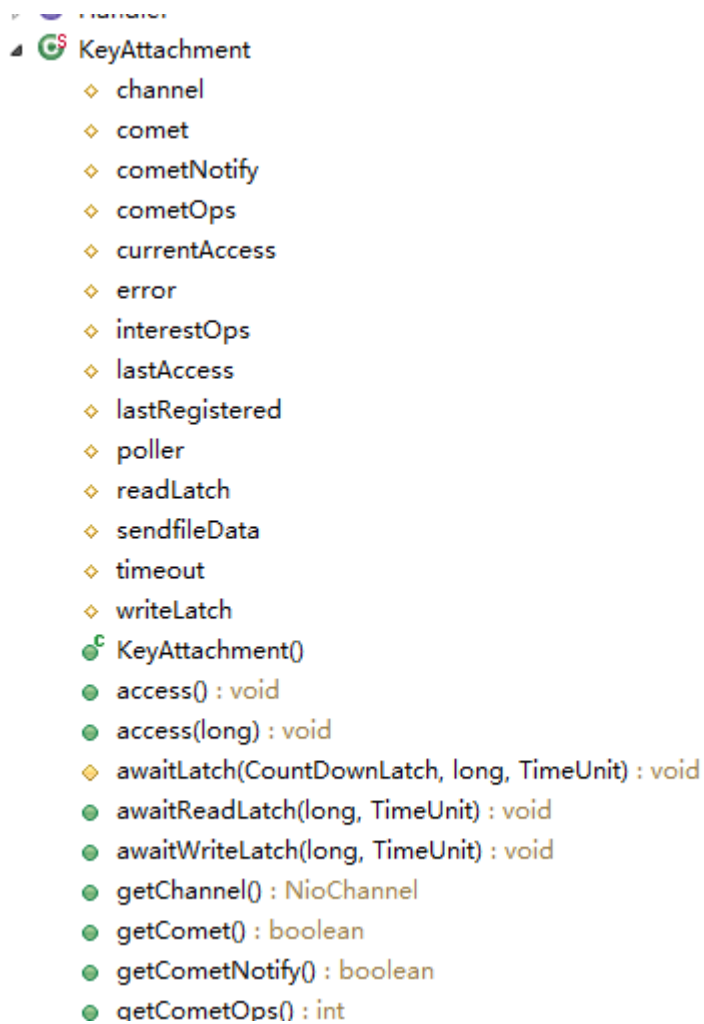 Handler
KeyAttachment
channel
comet
cometNotify
cometOps
currentAccess
error
interestOps
lastAccess
lastRegistered
poller
readLatch
sendfileData
timeout
writeLatch
KeyAttachment()
access() : void
access(long) : void
awaitLatch(CountDownLatch, long, TimeUnit) : void
awaitReadLatch(long, TimeUnit) : void
awaitWriteLatch(long, TimeUnit) : void
getChannel() : NioChannel
getComet() : boolean
getCometNotify() : boolean
getCometOps() : int